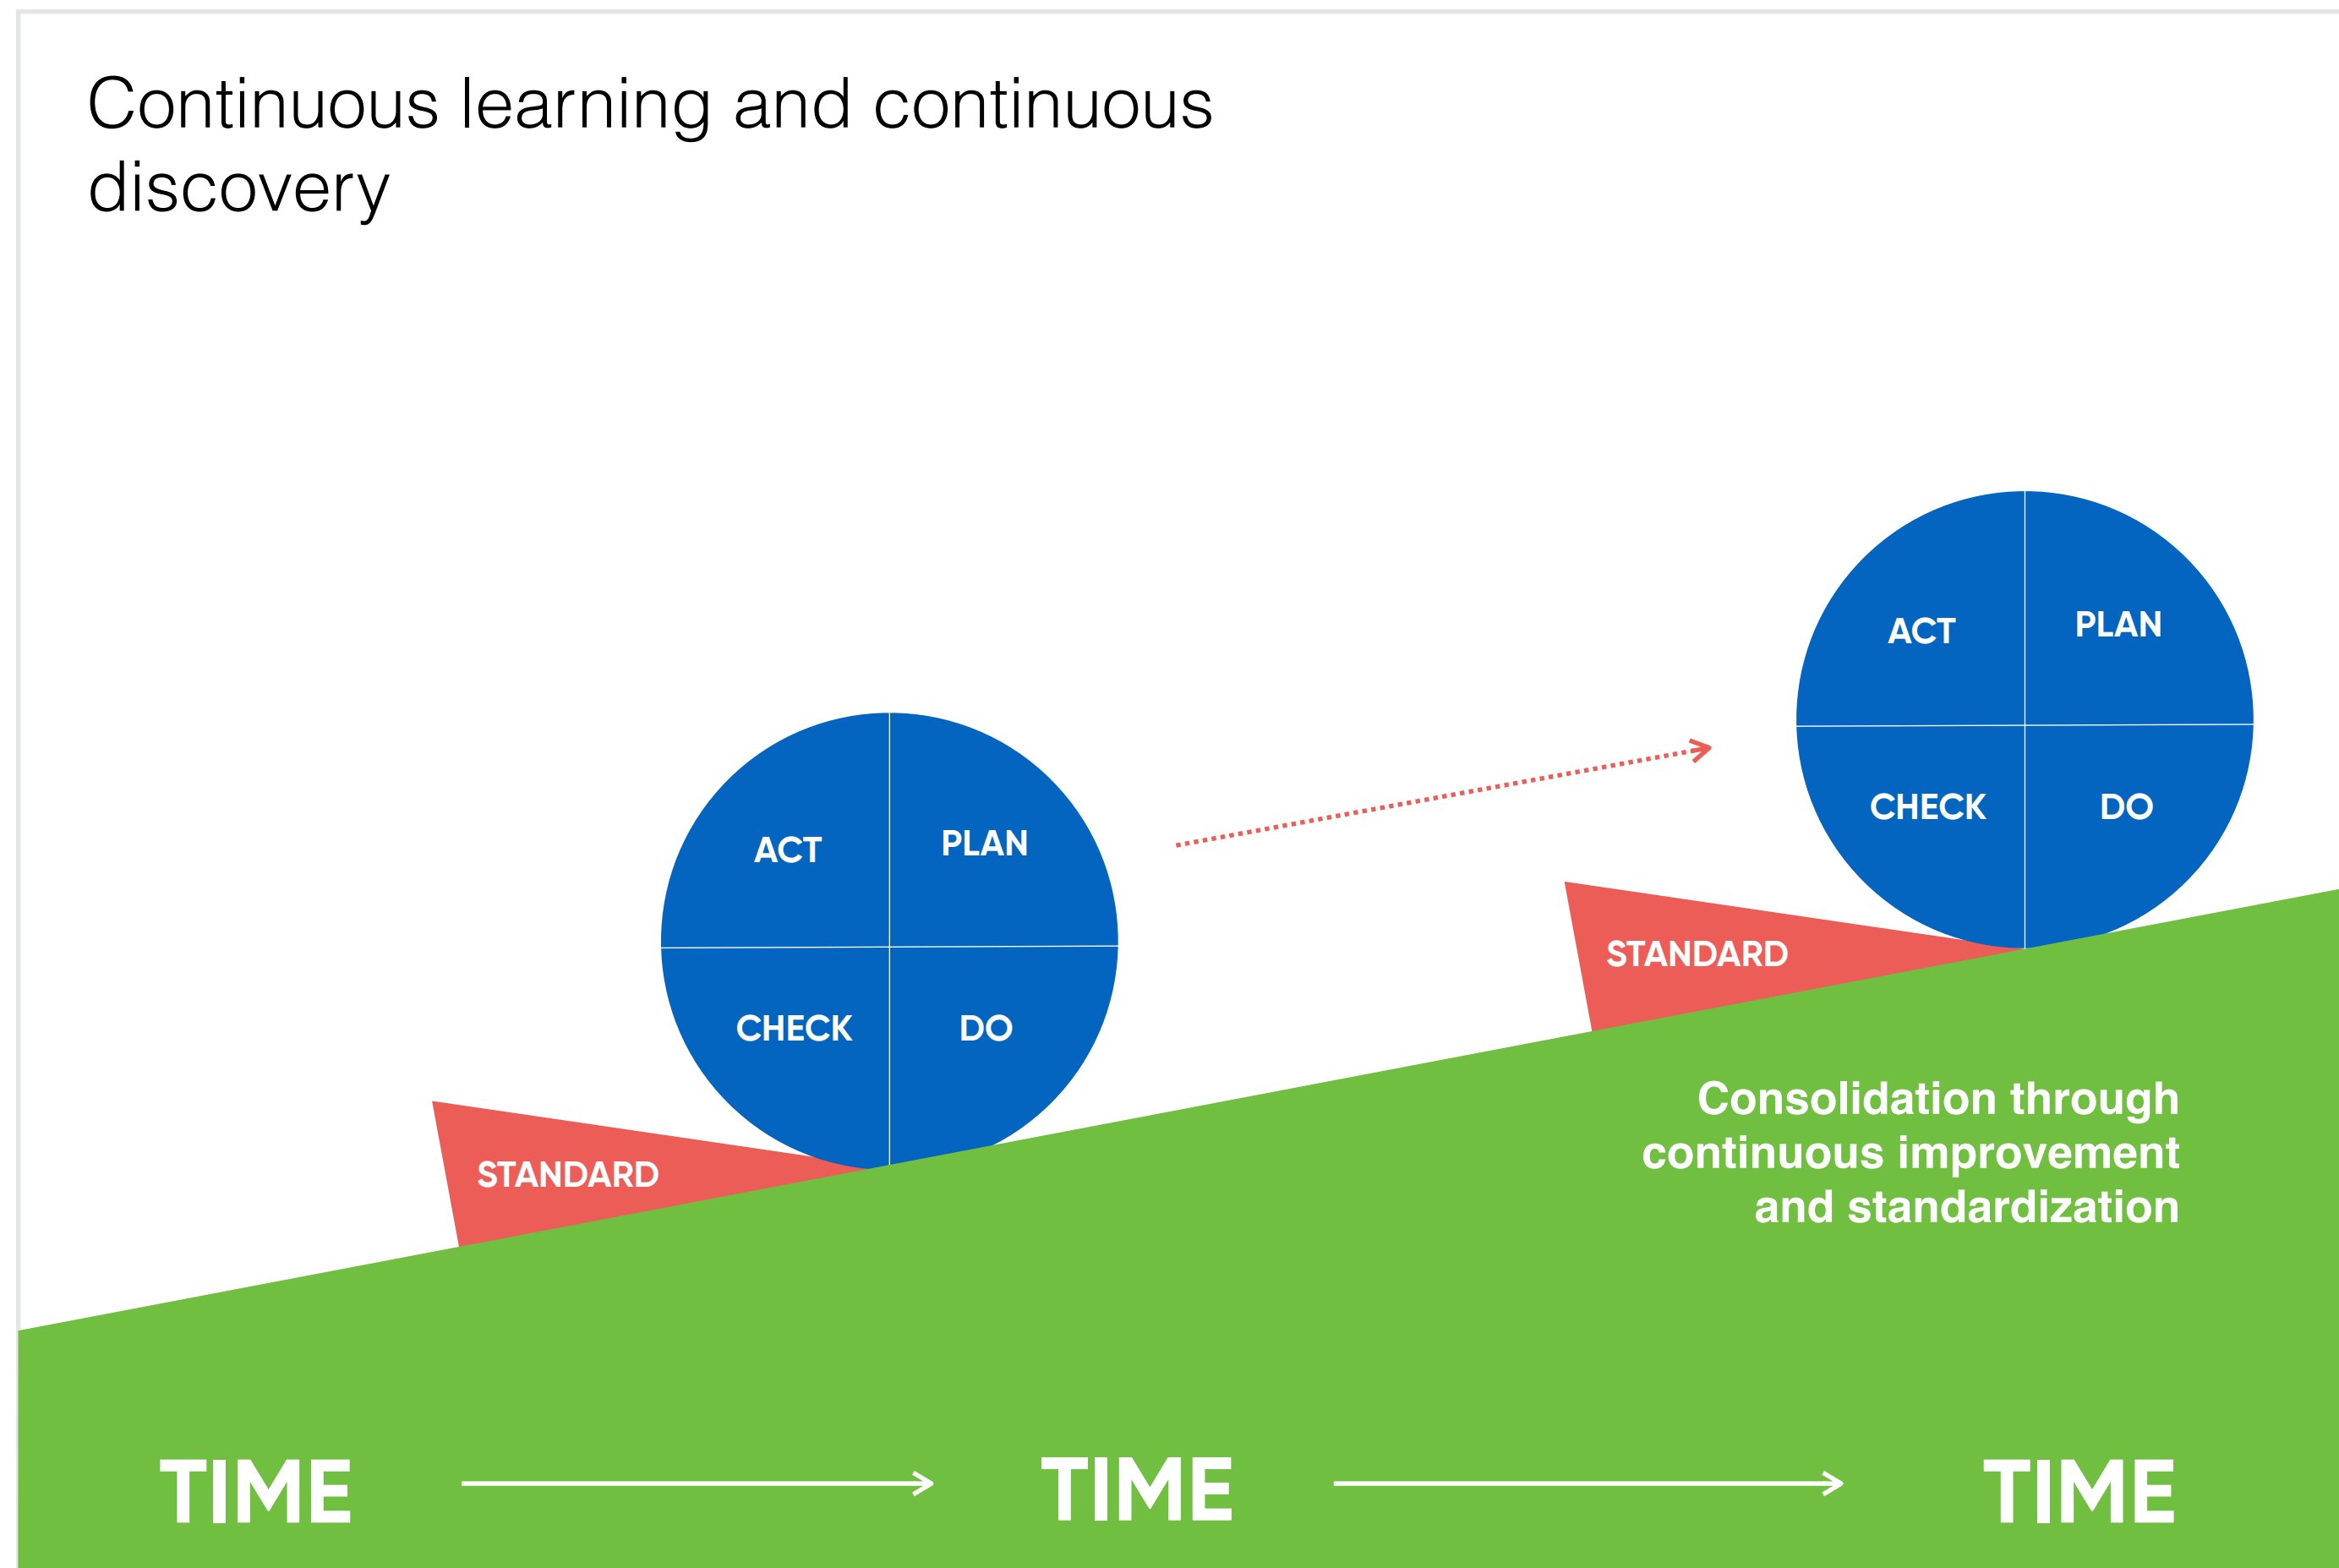 Continuous learning and continuous
discovery
ACT
PLAN
CHECK
DO
STANDARD
ACT
PLAN
CHECK
DO
STANDARD
Consolidation through
continuous improvement
and standardization
TIME
TIME
TIME